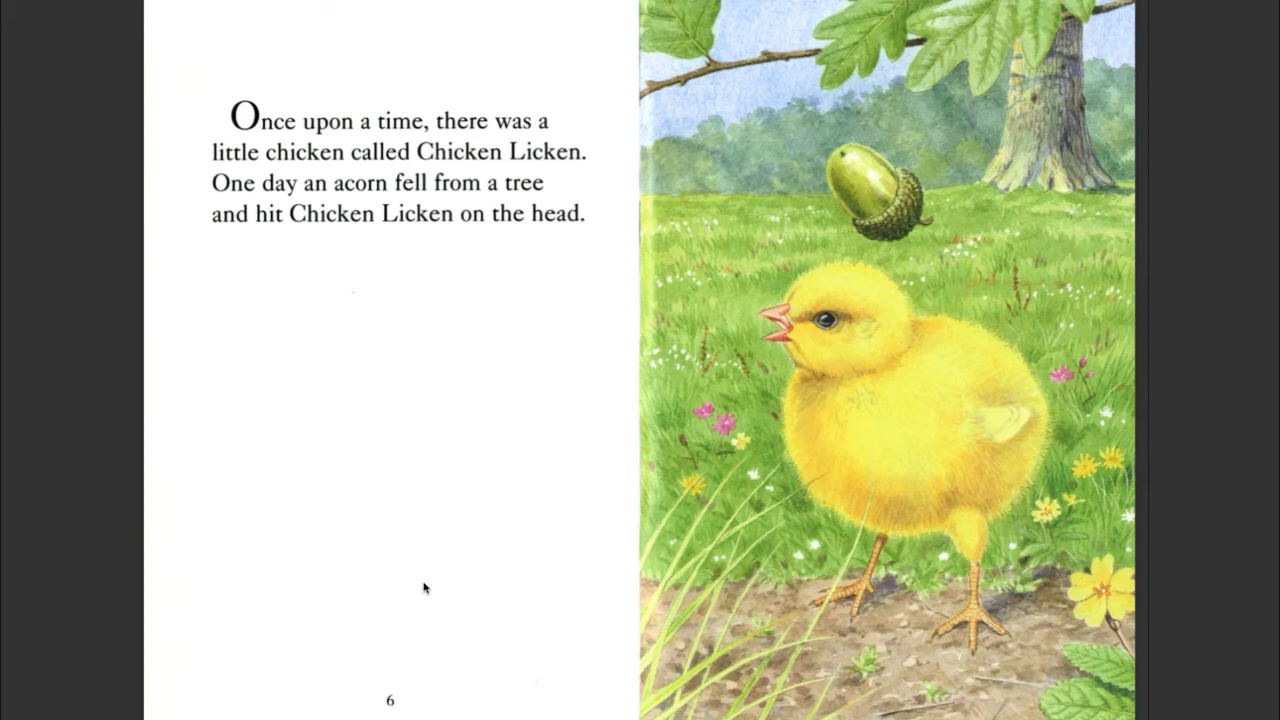 Once upon a time, there was a
little chicken called Chicken Licken.
One day an acorn fell from a tree
and hit Chicken Licken on the head.
6